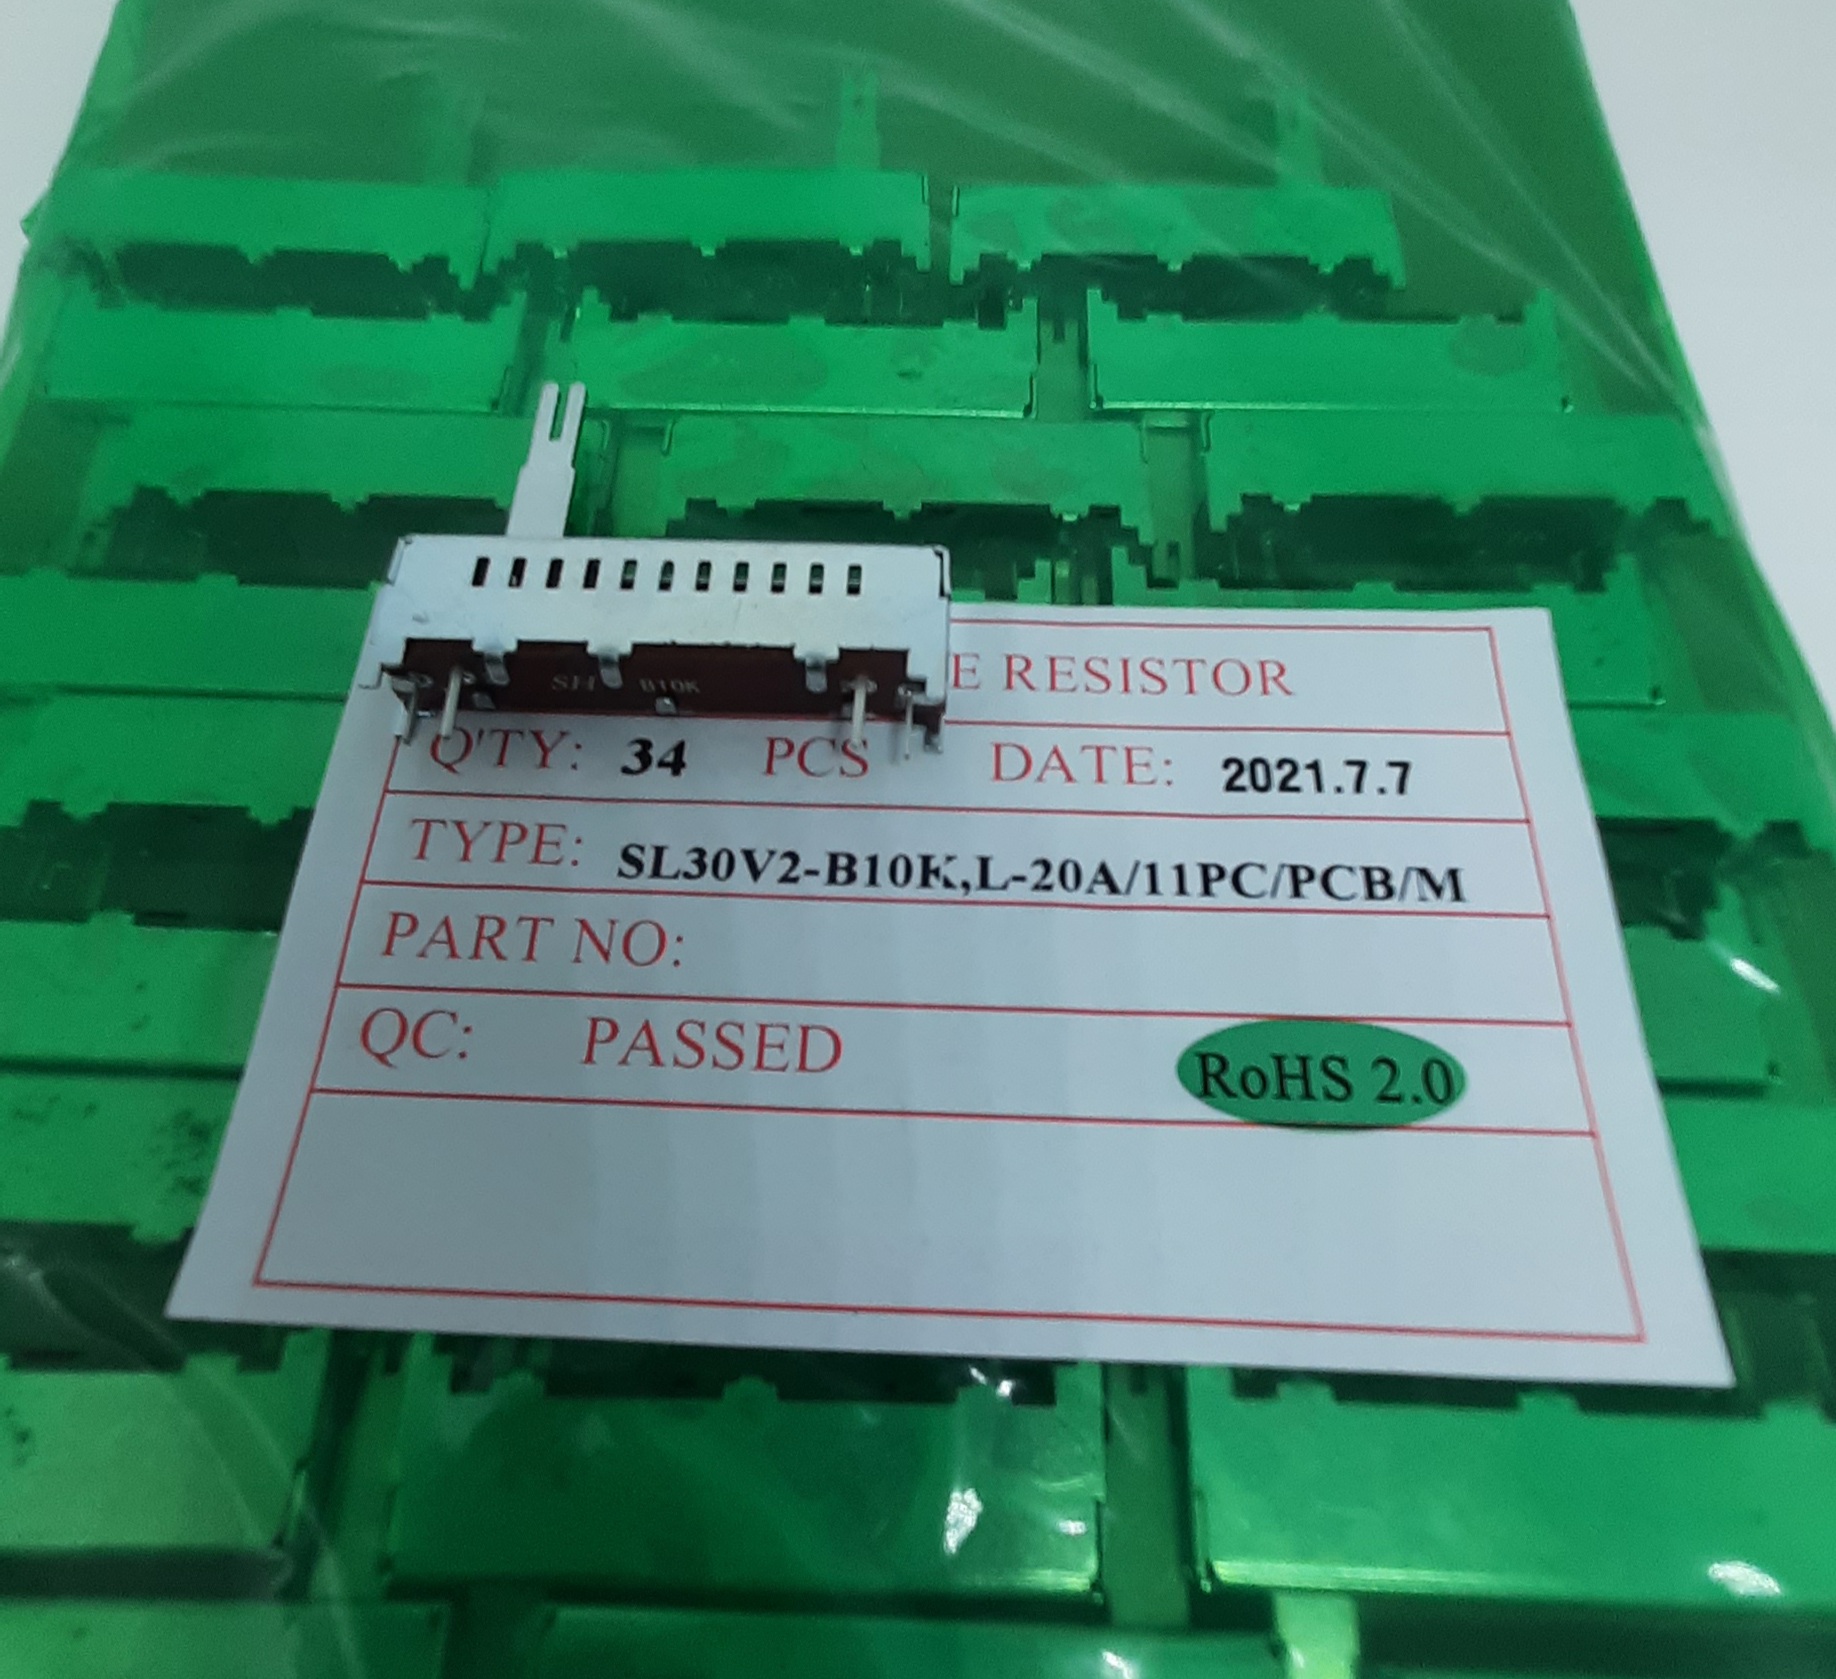 SH B10K
E RESISTOR
Q'TY: 34 PCS DATE: 2021.7.7
TYPE: SL30V2-B10K,L-20A/11PC/PCB/M
PART NO:
QC: PASSED RoHS 2.0